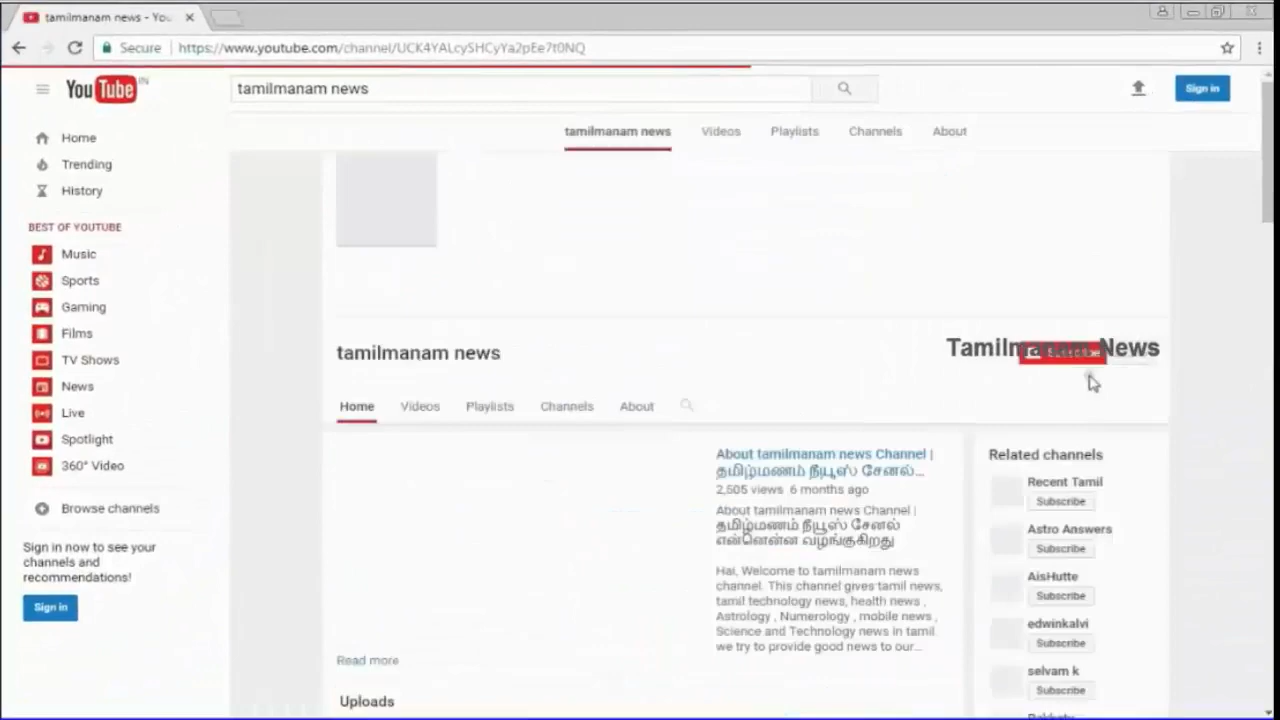 tamilmanam news - You
Secure https://www.youtube.com/channel/UCK4YALcySHCyYa2pEe7t0NQ
YouTube IN
tamilmanam news
Sign in
tamilmanam news Videos Playlists Channels About
Home
Trending
History
BEST OF YOUTUBE
Music
Sports
Gaming
Films
TV Shows
News
Live
Spotlight
360° Video
Browse channels
Sign in now to see your
channels and
recommendations!
Sign in
tamilmanam news
Tamilmanam News
Subscribe
Home Videos Playlists Channels About
About tamilmanam news Channel |
தமிழ்மணம் நீயூஸ் சேனல்...
2,505 views 6 months ago
About tamilmanam news Channel |
தமிழ்மணம் நீயூஸ் சேனல்
என்னென்ன வழங்குகிறது
Hai, Welcome to tamilmanam news
channel. This channel gives tamil news,
tamil technology news, health news ,
Astrology , Numerology , mobile news ,
Science and Technology news in tamil
we try to provide good news to our...
Read more
Uploads
Related channels
Recent Tamil
Subscribe
Astro Answers
Subscribe
AisHutte
Subscribe
edwinkalvi
Subscribe
selvam k
Subscribe